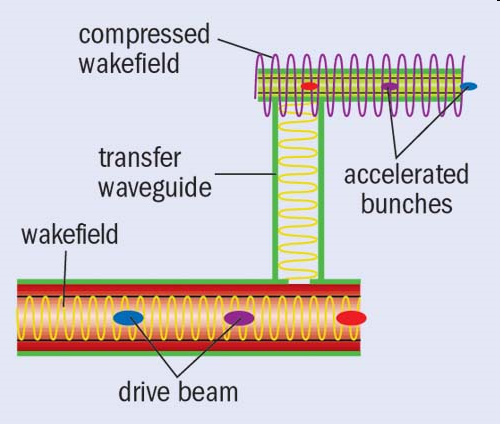 compressed
wakefield
transfer
waveguide
accelerated
bunches
wakefield
drive beam